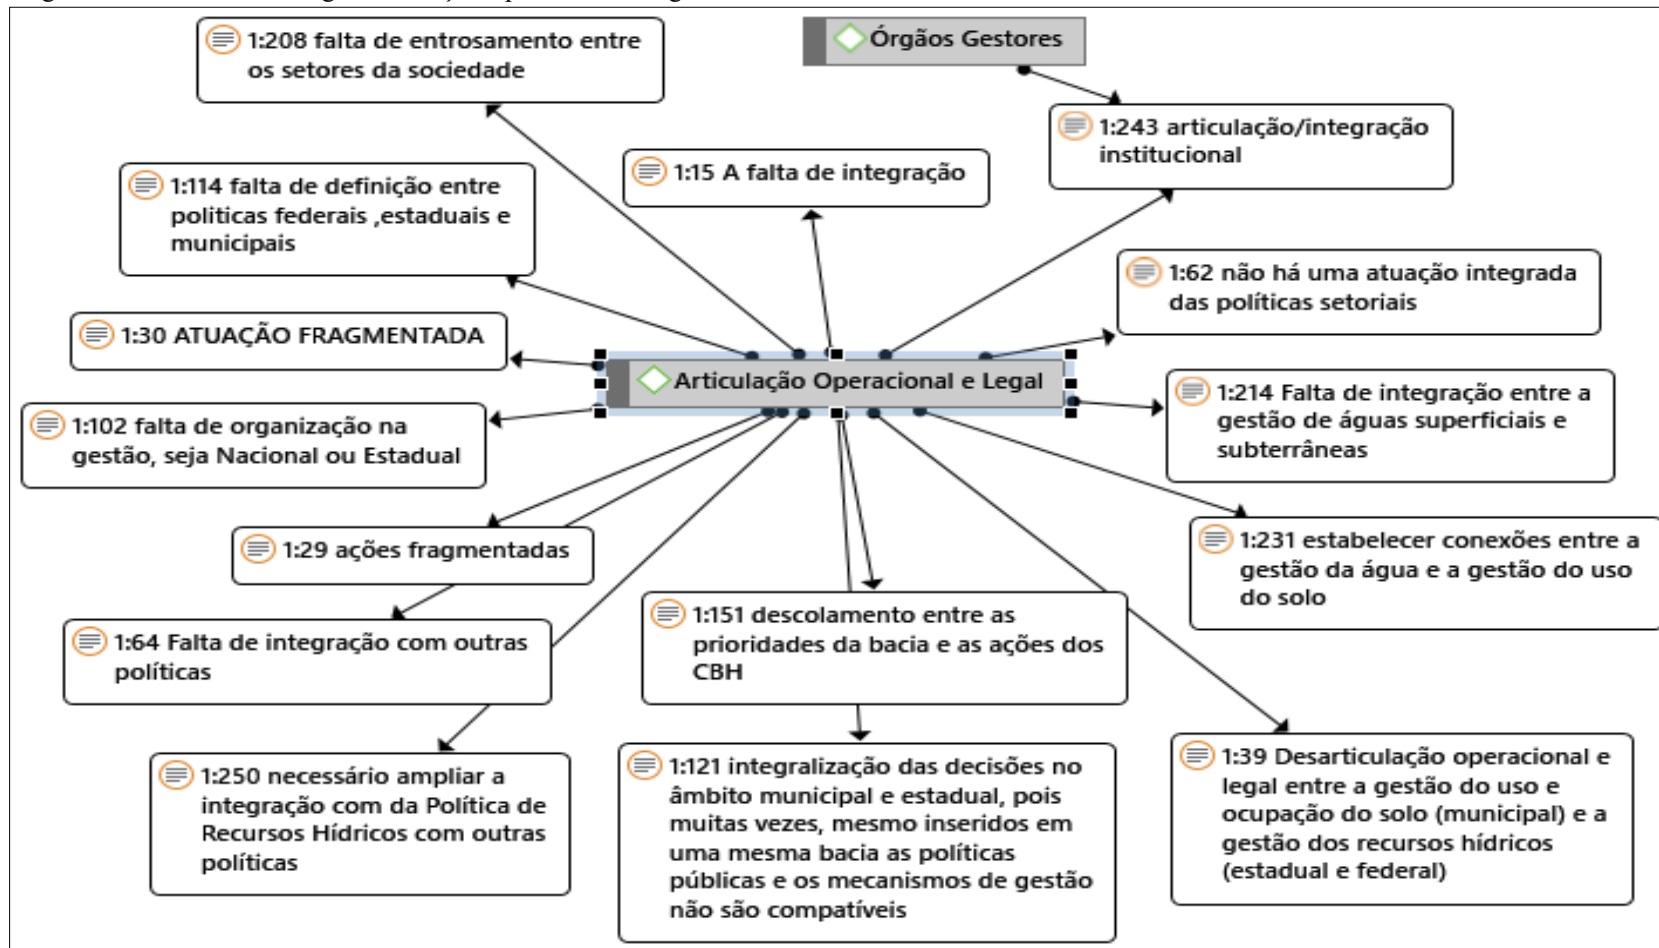 1:208 falta de entrosamento entre
os setores da sociedade
Órgãos Gestores
1:243 articulação/integração
institucional
1:15 A falta de integração
1:114 falta de definição entre
politicas federais ,estaduais e
municipais
1:62 não há uma atuação integrada
das políticas setoriais
1:30 ATUAÇÃO FRAGMENTADA
Articulação Operacional e Legal
1:214 Falta de integração entre a
gestão de águas superficiais e
subterrâneas
1:102 falta de organização na
gestão, seja Nacional ou Estadual
1:29 ações fragmentadas
1:231 estabelecer conexões entre a
gestão da água e a gestão do uso
do solo
1:64 Falta de integração com outras
políticas
1:151 descolamento entre as
prioridades da bacia e as ações dos
CBH
1:250 necessário ampliar a
integração com da Política de
Recursos Hídricos com outras
políticas
1:121 integralização das decisões no
âmbito municipal e estadual, pois
muitas vezes, mesmo inseridos em
uma mesma bacia as políticas
públicas e os mecanismos de gestão
não são compatíveis
1:39 Desarticulação operacional e
legal entre a gestão do uso e
ocupação do solo (municipal) e a
gestão dos recursos hídricos
(estadual e federal)